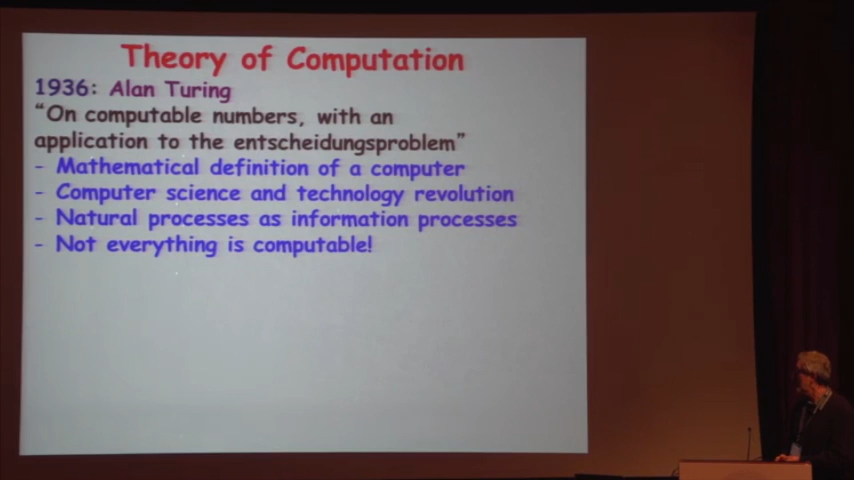 Theory of Computation
1936: Alan Turing
“On computable numbers, with an
application to the entscheidungsproblem”
- Mathematical definition of a computer
- Computer science and technology revolution
- Natural processes as information processes
- Not everything is computable!